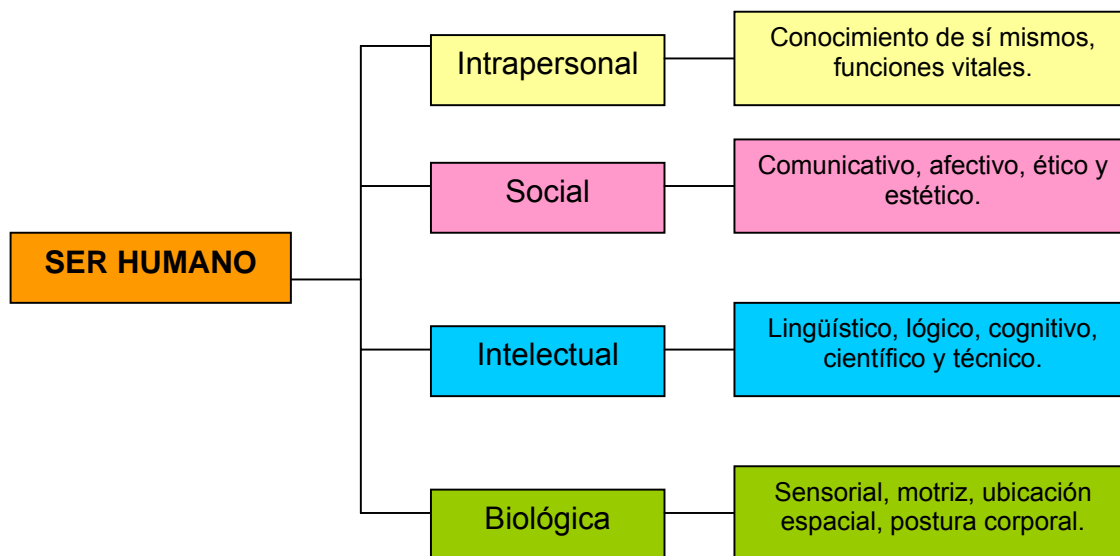 SER HUMANO
Intrapersonal
Conocimiento de sí mismos,
funciones vitales.
Social
Comunicativo, afectivo, ético y
estético.
Intelectual
Lingüístico, lógico, cognitivo,
científico y técnico.
Biológica
Sensorial, motriz, ubicación
espacial, postura corporal.